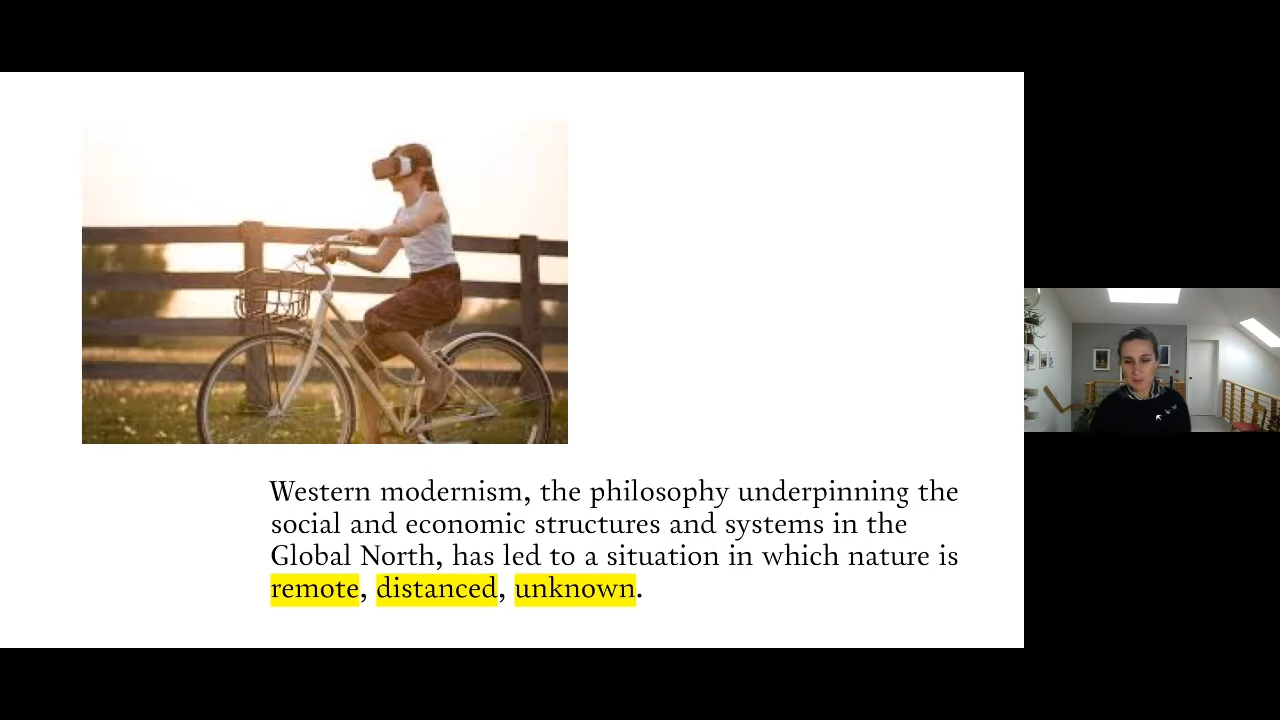 Western modernism, the philosophy underpinning the
social and economic structures and systems in the
Global North, has led to a situation in which nature is
remote, distanced, unknown.